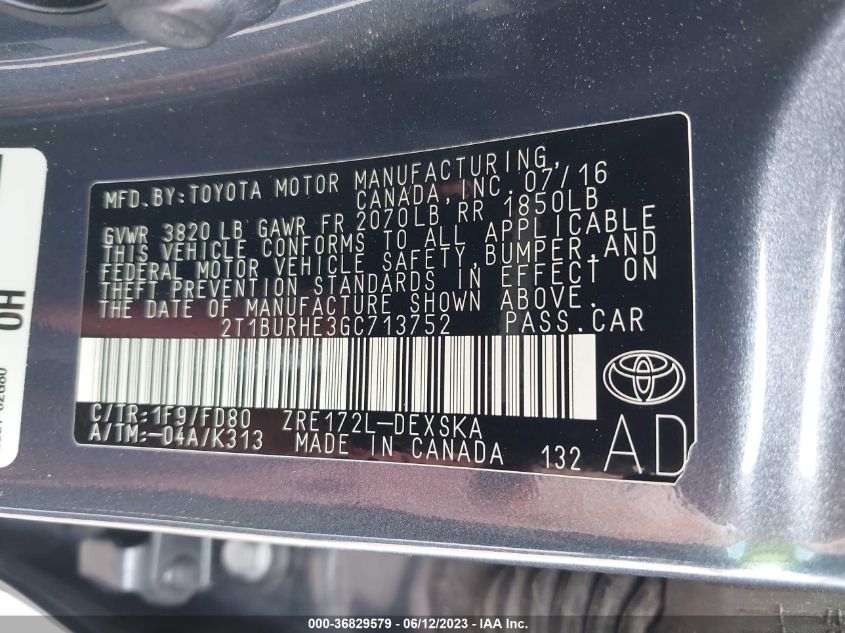 MFD. BY: TOYOTA MOTOR MANUFACTURING,
CANADA, INC. 07/16
GVWR 3820 LB GAWR FR 2070LB RR 1850LB
THIS VEHICLE CONFORMS TO ALL APPLICABLE
FEDERAL MOTOR VEHICLE SAFETY, BUMPER, AND
THEFT PREVENTION STANDARDS IN EFFECT ON
THE DATE OF MANUFACTURE SHOWN ABOVE.
2T1BURHE3GC713752 PASS.CAR
C/TR:1F9/FD80 ZRE172L-DEXSKA
A/TM:-04A/K313 MADE IN CANADA 132
AD
HO
000-36829579 - 06/12/2023 - IAA Inc.